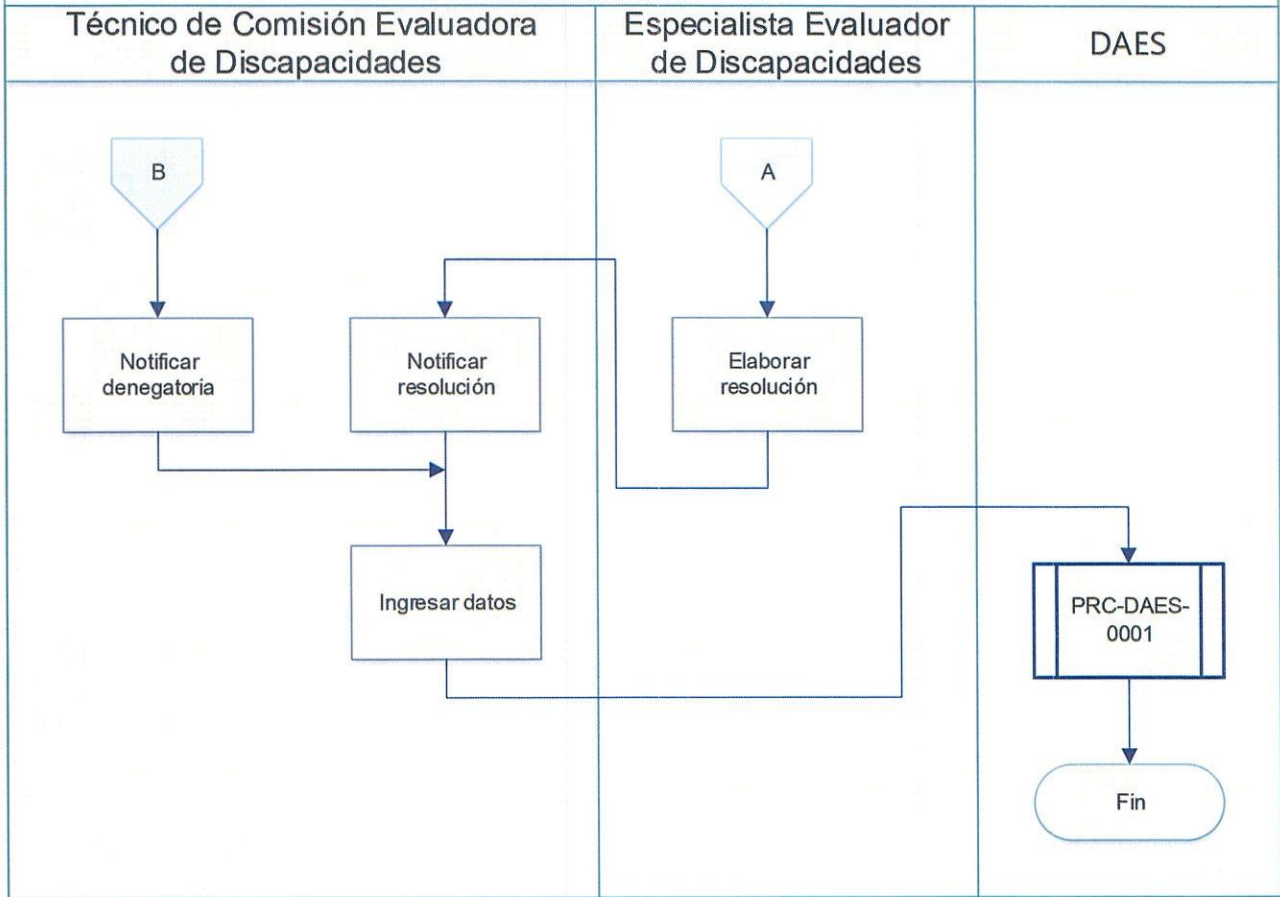 Técnico de Comisión Evaluadora
de Discapacidades
Especialista Evaluador
de Discapacidades
DAES
B
A
Notificar
denegatoria
Notificar
resolución
Elaborar
resolución
Ingresar datos
PRC-DAES-
0001
Fin